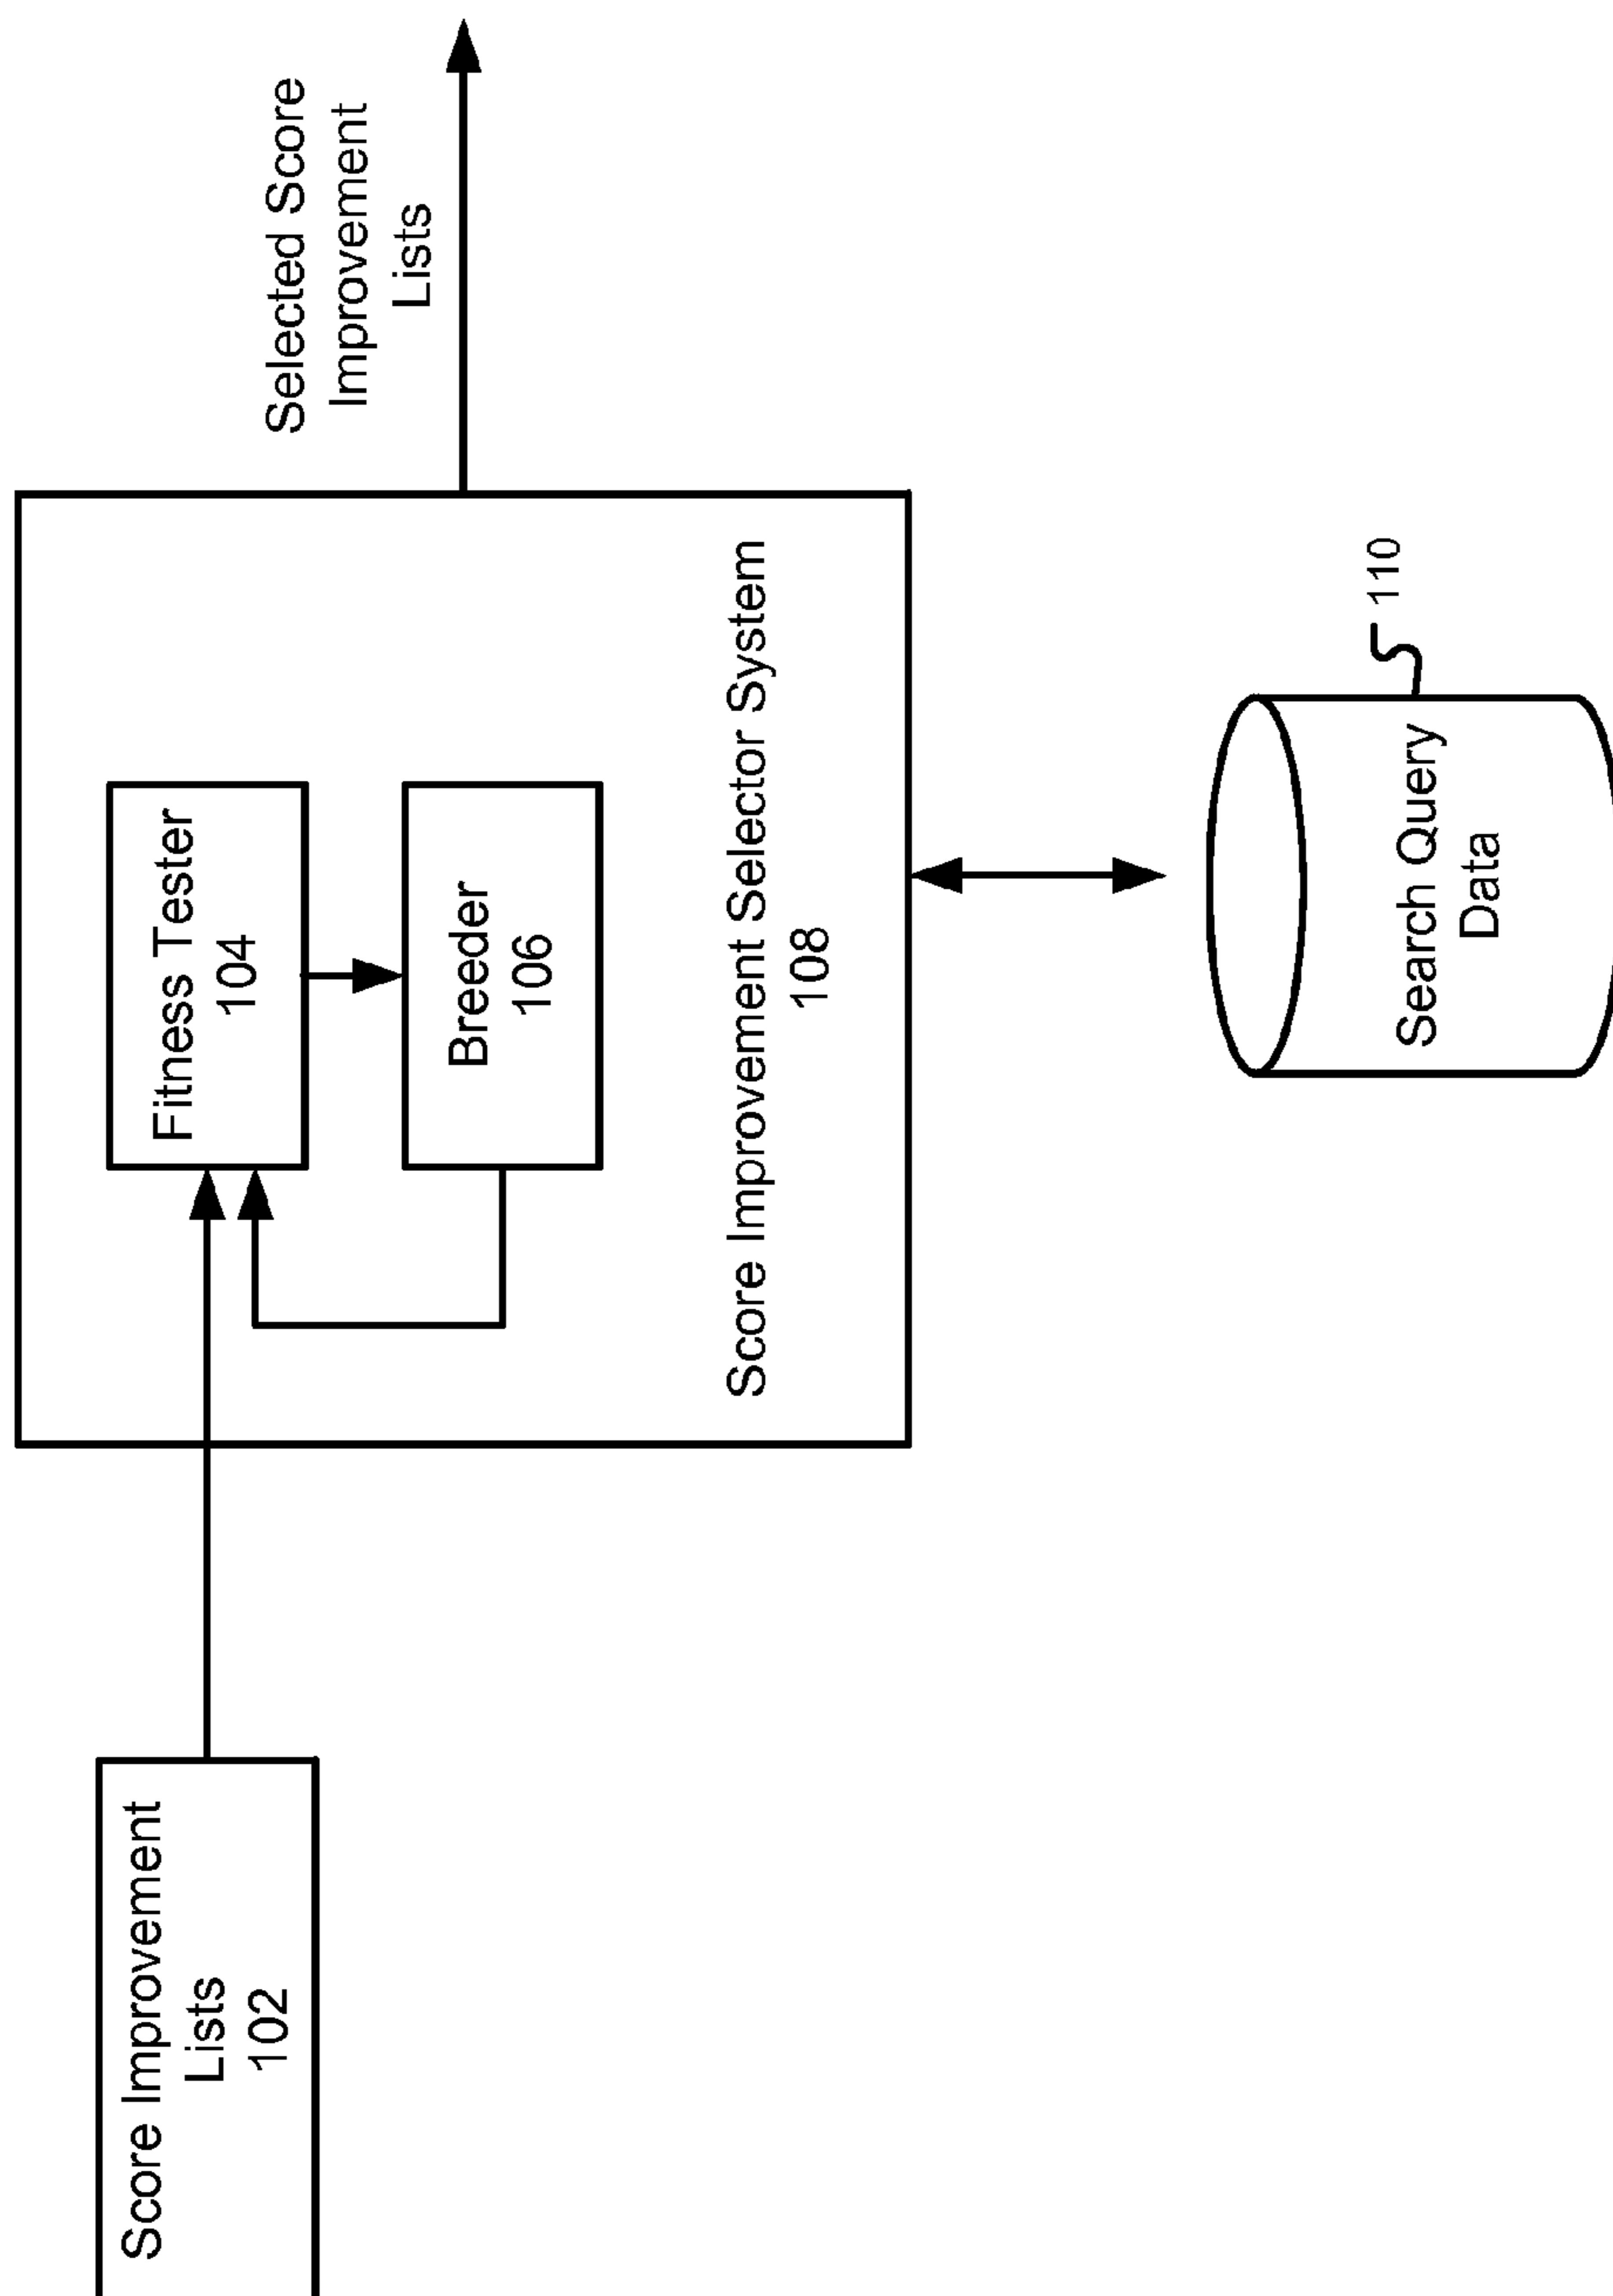 Score Improvement
Lists
102
Fitness Tester
104
Breeder
106
Score Improvement Selector System
108
Selected Score
Improvement
Lists
Search Query
Data
110